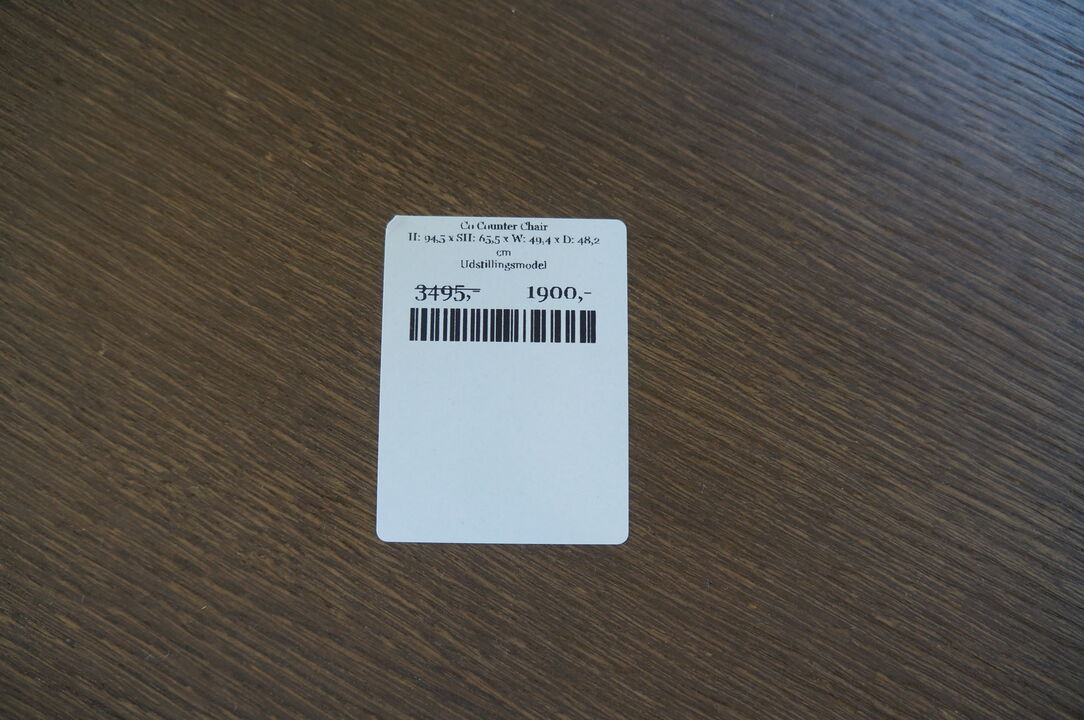 Co Counter Chair
H: 94,5 x SH: 65,5 x W: 49,4 x D: 48,2
cm
Udstillingsmodel
3495,- 1900,-